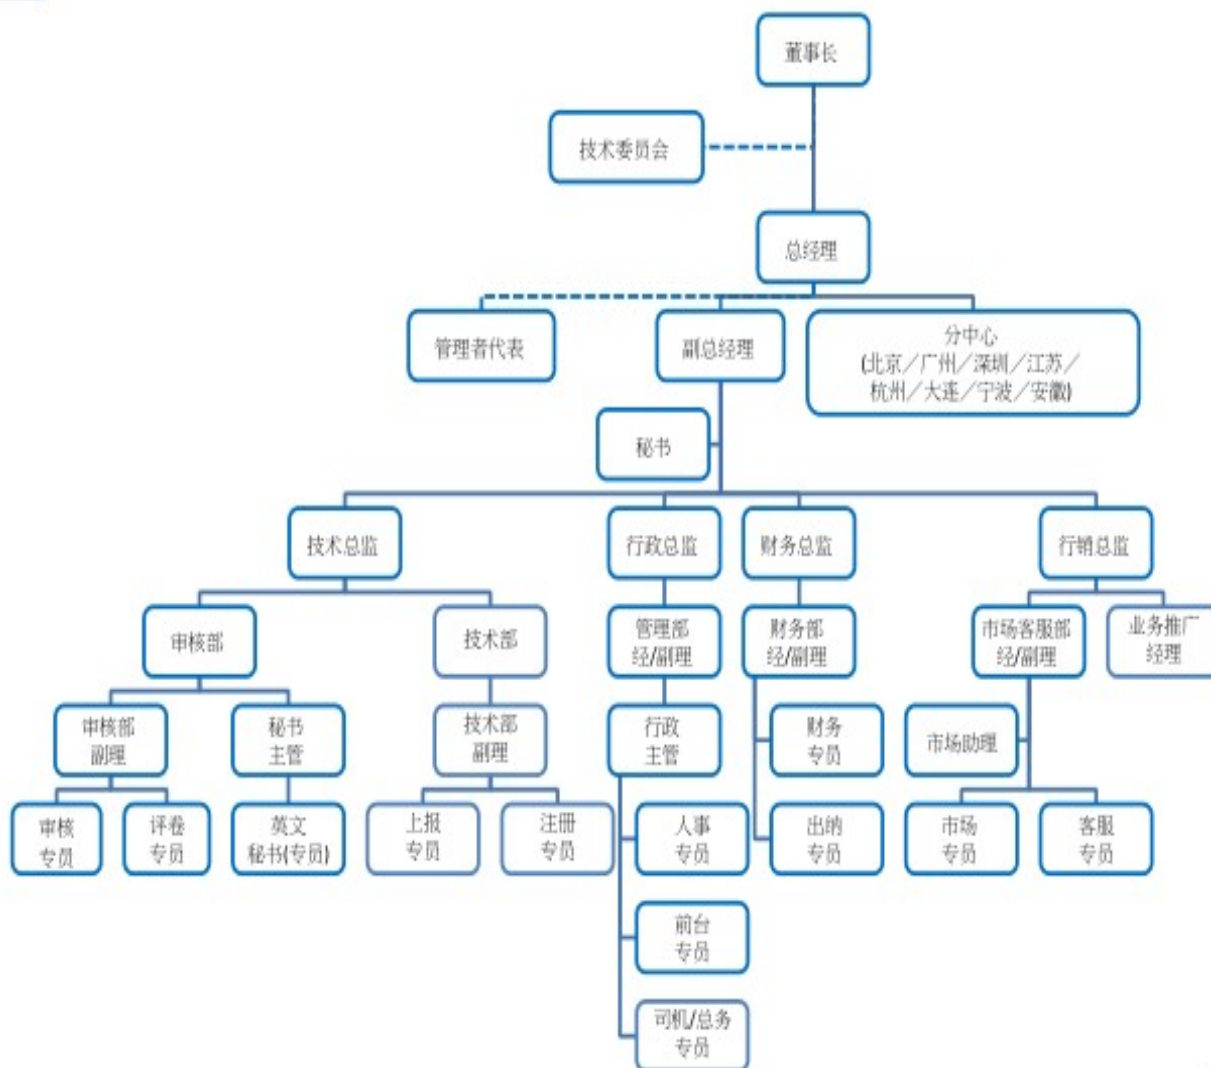 董事长
技术委员会
总经理
管理者代表
副总经理
分中心
(北京／广州／深圳／江苏／
杭州／大连／宁波／安徽)
秘书
技术总监
行政总监
财务总监
行销总监
审核部
技术部
管理部
经/副理
财务部
经/副理
市场客服部
经/副理
业务推广
经理
审核部
副理
秘书
主管
技术部
副理
行政
主管
财务
专员
市场助理
审核
专员
评卷
专员
英文
秘书(专员)
上报
专员
注册
专员
人事
专员
出纳
专员
市场
专员
客服
专员
前台
专员
司机/总务
专员